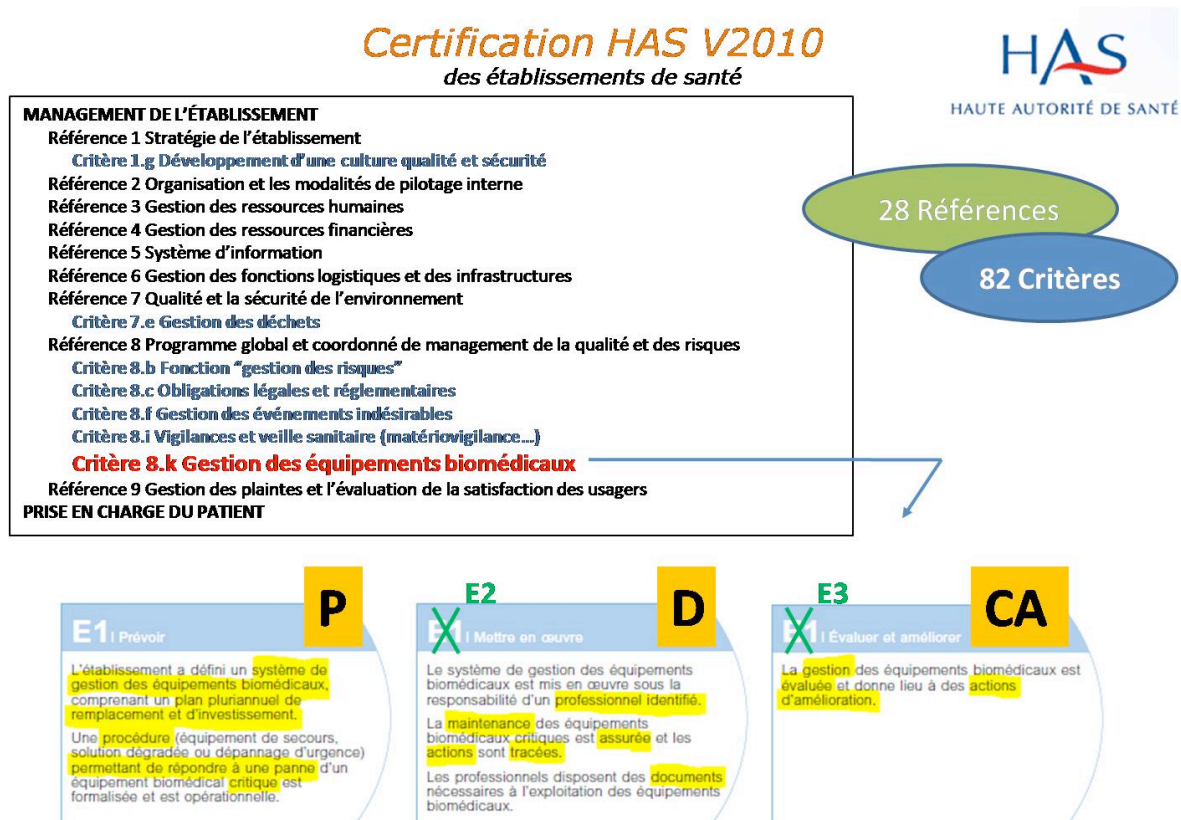 Certification HAS V2010
des établissements de santé
HAS
HAUTE AUTORITÉ DE SANTÉ
MANAGEMENT DE L'ÉTABLISSEMENT
Référence 1 Stratégie de l'établissement
Critère 1.g Développement d'une culture qualité et sécurité
Référence 2 Organisation et les modalités de pilotage interne
Référence 3 Gestion des ressources humaines
Référence 4 Gestion des ressources financières
Référence 5 Système d'information
Référence 6 Gestion des fonctions logistiques et des infrastructures
Référence 7 Qualité et la sécurité de l'environnement
Critère 7.e Gestion des déchets
Référence 8 Programme global et coordonné de management de la qualité et des risques
Critère 8.b Fonction "gestion des risques"
Critère 8.c Obligations légales et réglementaires
Critère 8.f Gestion des événements indésirables
Critère 8.i Vigilances et veille sanitaire (matériovigilance...)
Critère 8.k Gestion des équipements biomédicaux
Référence 9 Gestion des plaintes et l'évaluation de la satisfaction des usagers
PRISE EN CHARGE DU PATIENT
28 Références
82 Critères
P
E1 | Prévoir
L'établissement a défini un système de
gestion des équipements biomédicaux,
comprenant un plan pluriannuel de
remplacement et d'investissement.
Une procédure (équipement de secours,
solution dégradée ou dépannage d'urgence)
permettant de répondre à une panne d'un
équipement biomédical critique est
formalisée et est opérationnelle.
E2
D
E1 | Mettre en œuvre
Le système de gestion des équipements
biomédicaux est mis en œuvre sous la
responsabilité d'un professionnel identifié.
La maintenance des équipements
biomédicaux critiques est assurée et les
actions sont tracées.
Les professionnels disposent des documents
nécessaires à l'exploitation des équipements
biomédicaux.
E3
CA
E1 | Évaluer et améliorer
La gestion des équipements biomédicaux est
évaluée et donne lieu à des actions
d'amélioration.